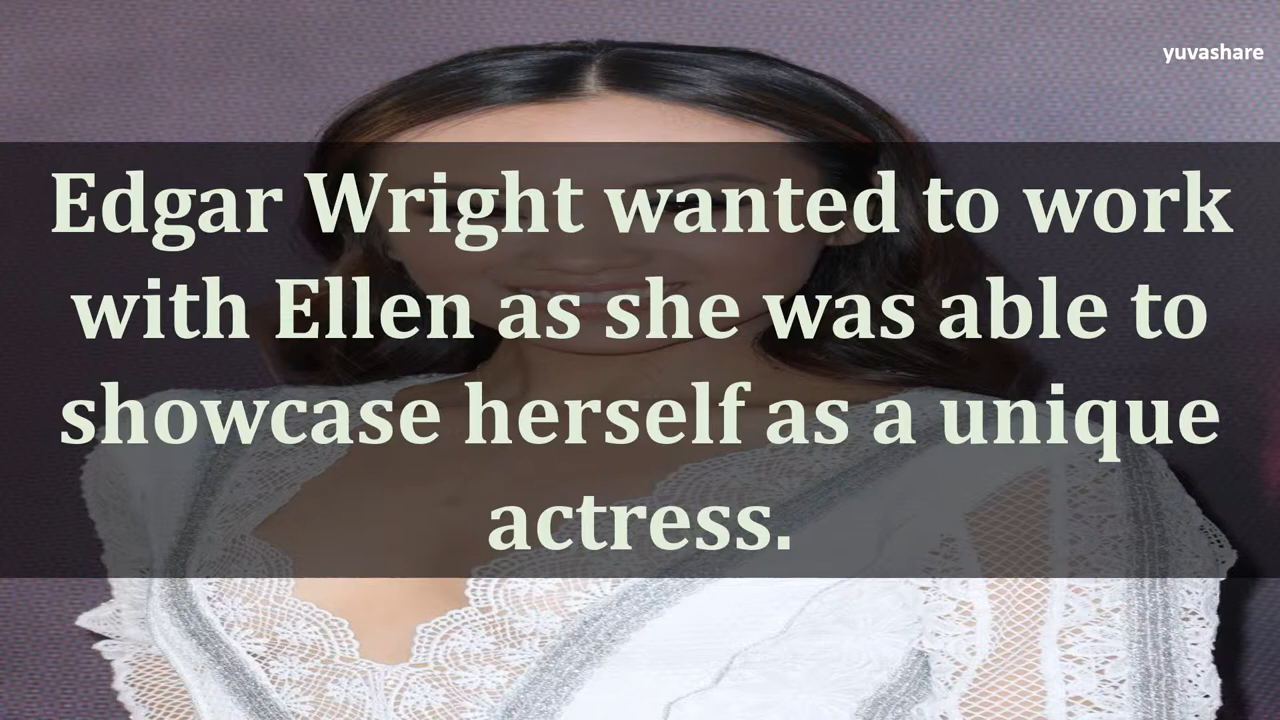 yuvashare
Edgar Wright wanted to work
with Ellen as she was able to
showcase herself as a unique
actress.